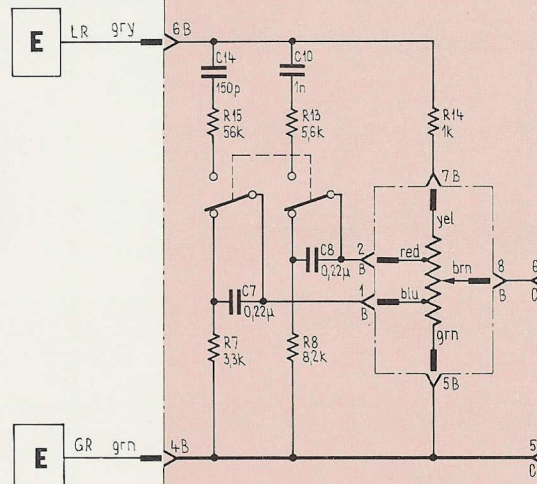 E LR gry 6B
C14
150p
C10
1n
R15
56k
R13
5,6k
R14
1k
7B
yel
C8
0,22µ
2
B
red
brn
8
B
6
C
C7
0,22µ
1
B
blu
grn
R7
3,3k
R8
8,2k
5B
E GR grn 4B
5
C